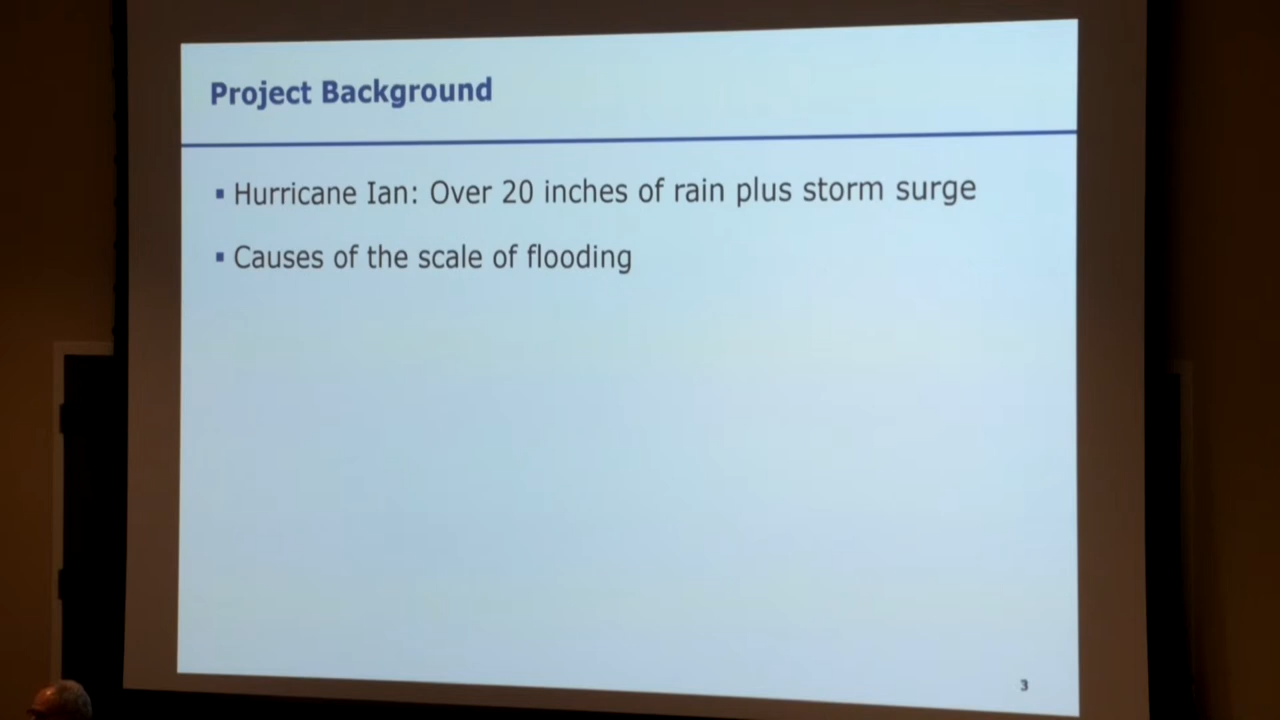 Project Background
▪ Hurricane Ian: Over 20 inches of rain plus storm surge
▪ Causes of the scale of flooding
3